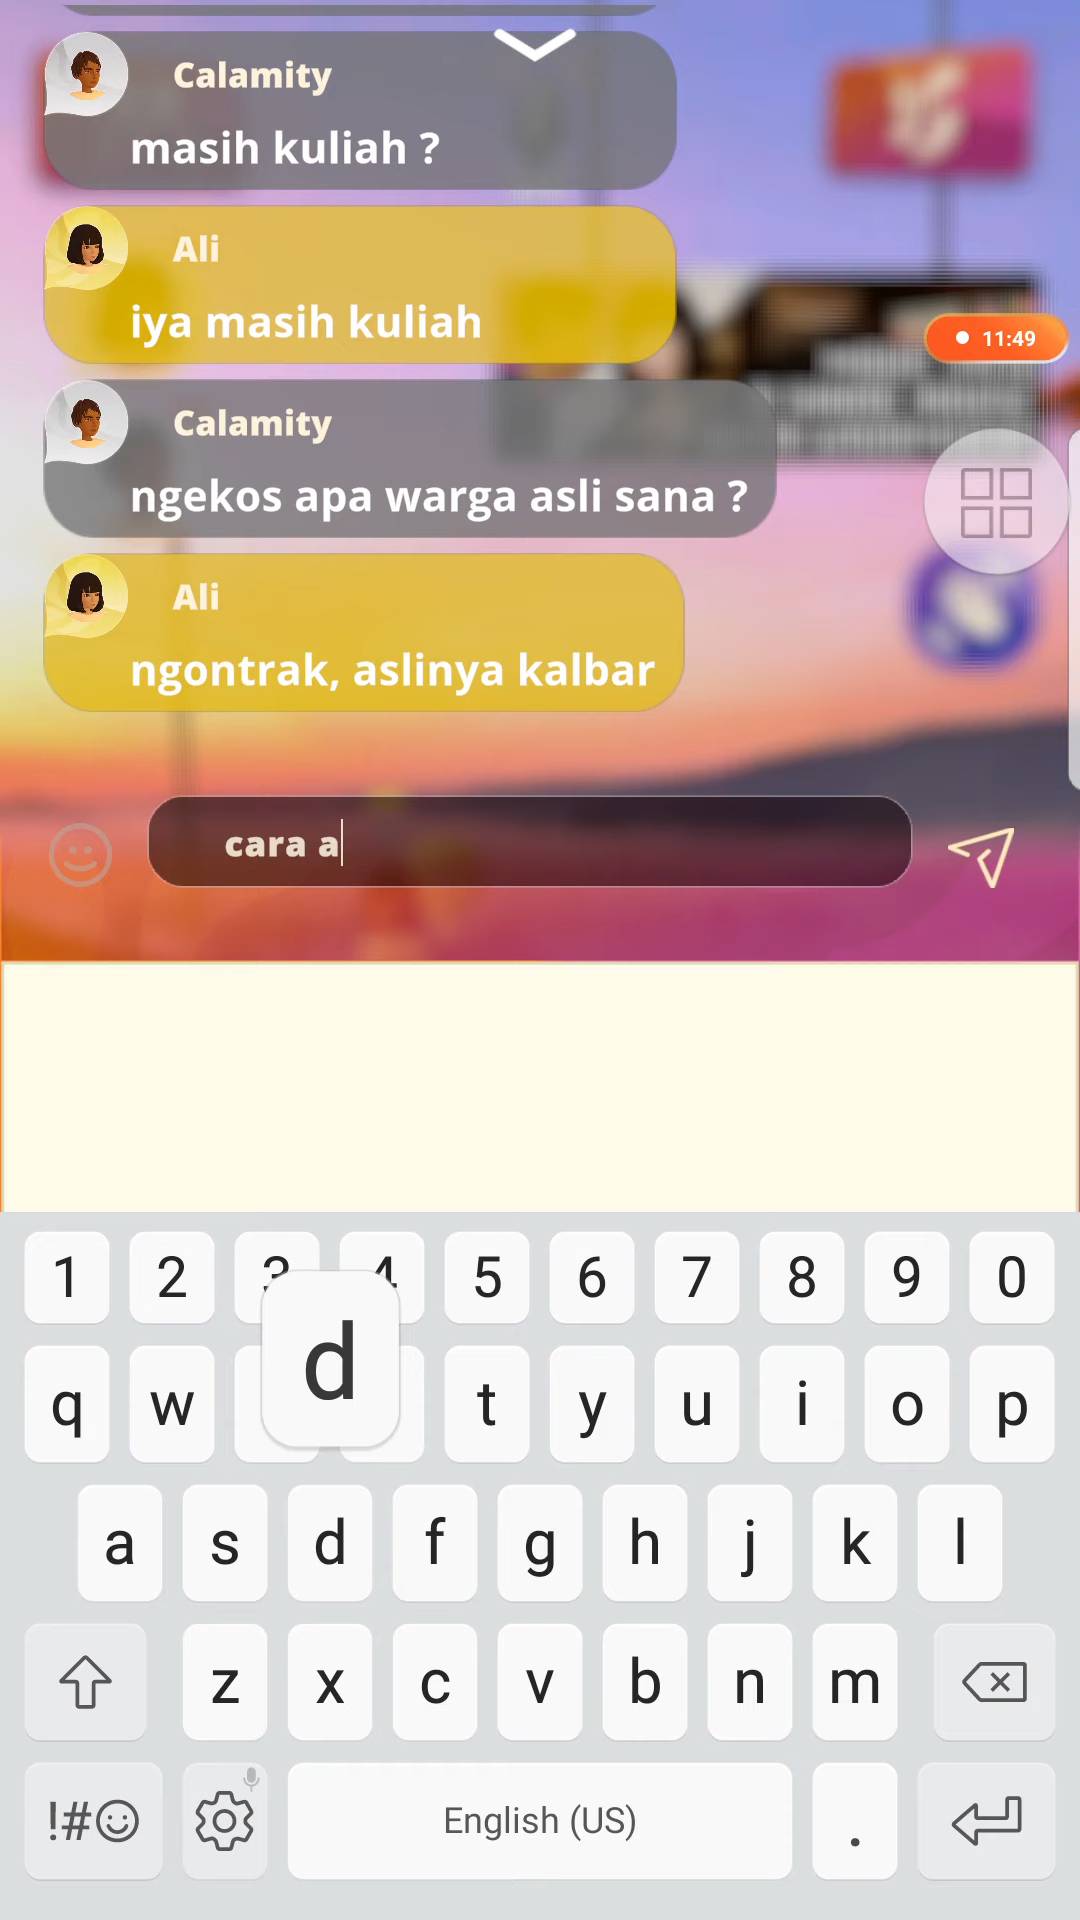 Calamity
masih kuliah ?
Ali
iya masih kuliah
11:49
Calamity
ngekos apa warga asli sana ?
Ali
ngontrak, aslinya kalbar
cara a
1 2 3 4 5 6 7 8 9 0
d
q w t y u i o p
a s d f g h j k l
z x c v b n m
!# English (US) .